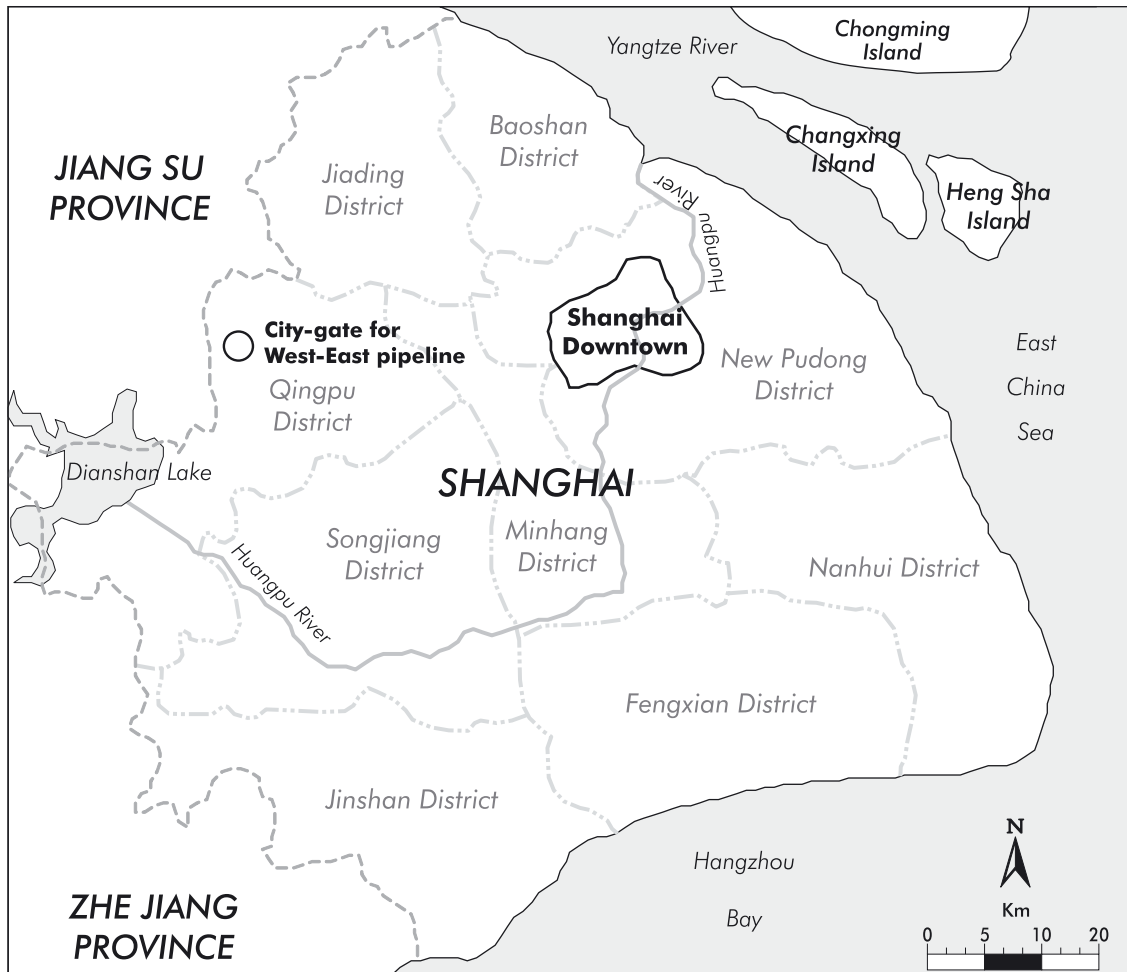 Chongming
Island
Yangtze River
Changxing
Island
Heng Sha
Island
Baoshan
District
JIANG SU
PROVINCE
Jiading
District
Huangpu River
City-gate for
West-East pipeline
Shanghai
Downtown
New Pudong
District
East
China
Sea
Qingpu
District
Dianshan Lake
SHANGHAI
Songjiang
District
Minhang
District
Nanhui District
Huangpu River
Fengxian District
Jinshan District
Hangzhou
Bay
ZHE JIANG
PROVINCE
N
Km
0 5 10 20